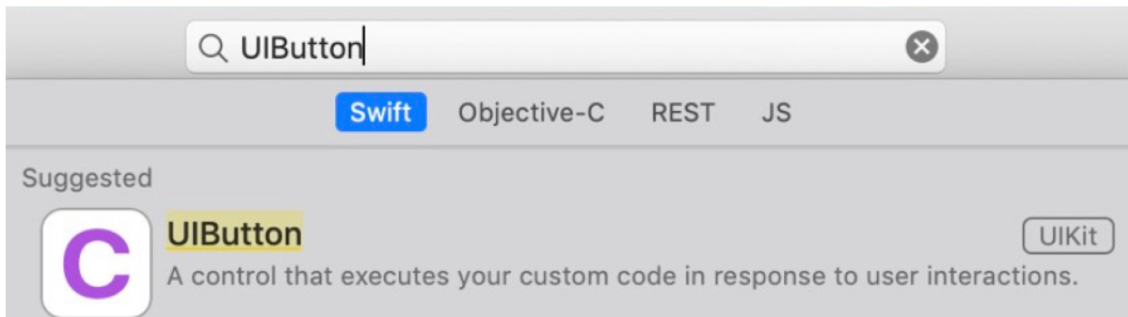 UIButton
Swift Objective-C REST JS
Suggested
C UIButton UIKit
A control that executes your custom code in response to user interactions.